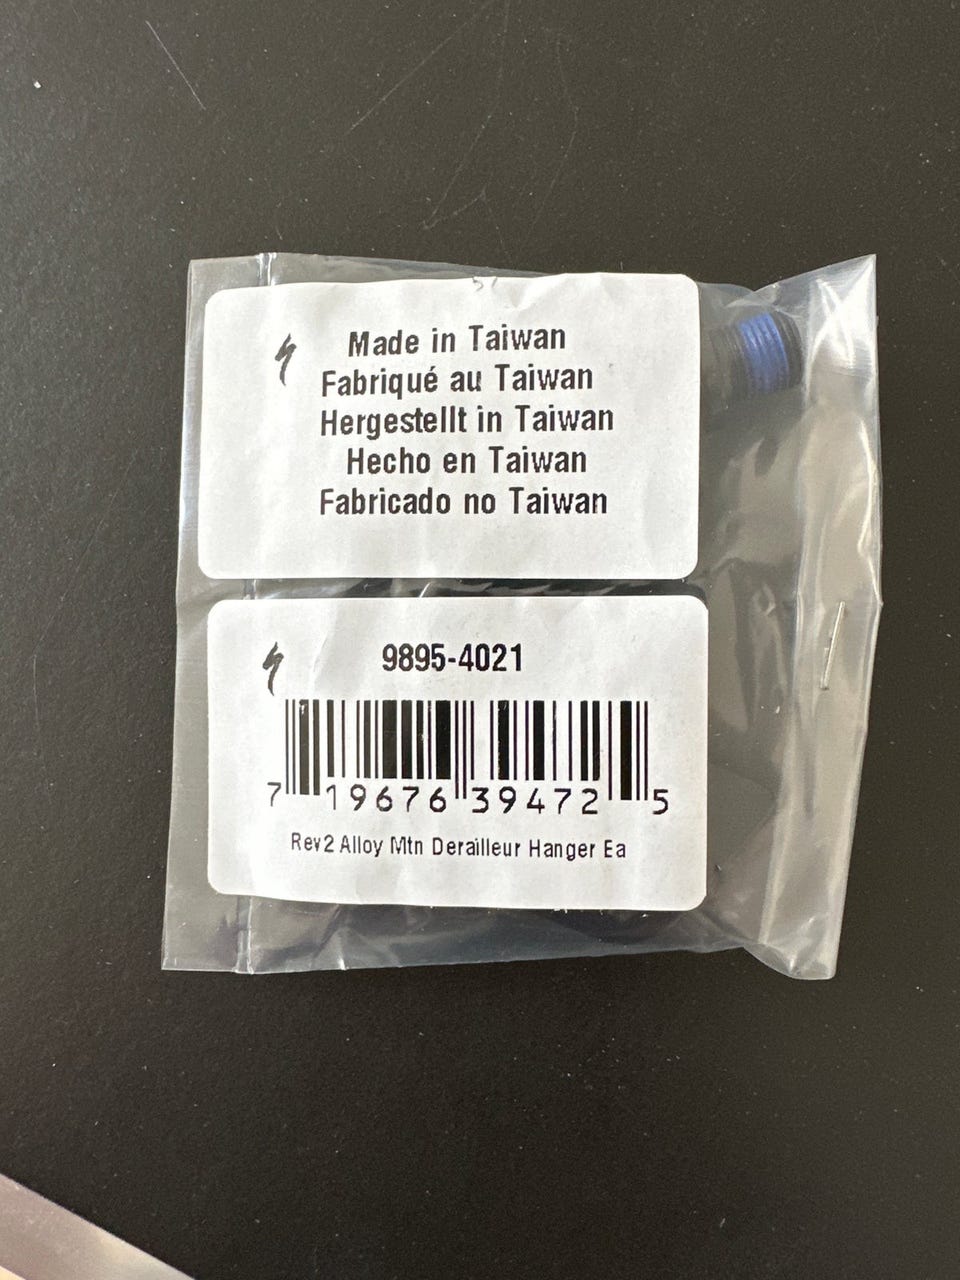 Made in Taiwan
Fabriqué au Taiwan
Hergestellt in Taiwan
Hecho en Taiwan
Fabricado no Taiwan
9895-4021
7 19676 39472 5
Rev2 Alloy Mtn Derailleur Hanger Ea